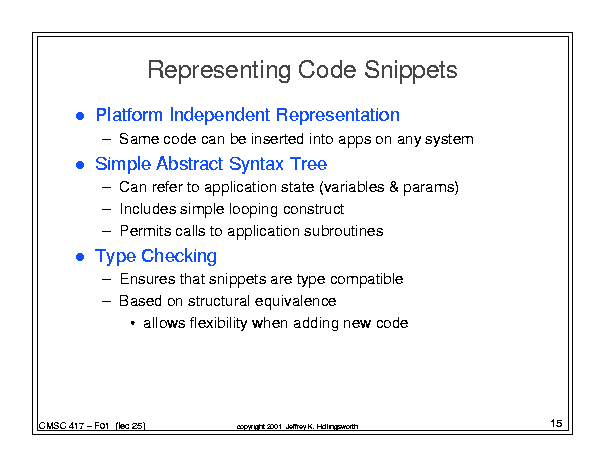 Representing Code Snippets
● Platform Independent Representation
– Same code can be inserted into apps on any system
● Simple Abstract Syntax Tree
– Can refer to application state (variables & params)
– Includes simple looping construct
– Permits calls to application subroutines
● Type Checking
– Ensures that snippets are type compatible
– Based on structural equivalence
• allows flexibility when adding new code
CMSC 417 – F01 (lec 25)
copyright 2001 Jeffrey K. Hollingsworth
15